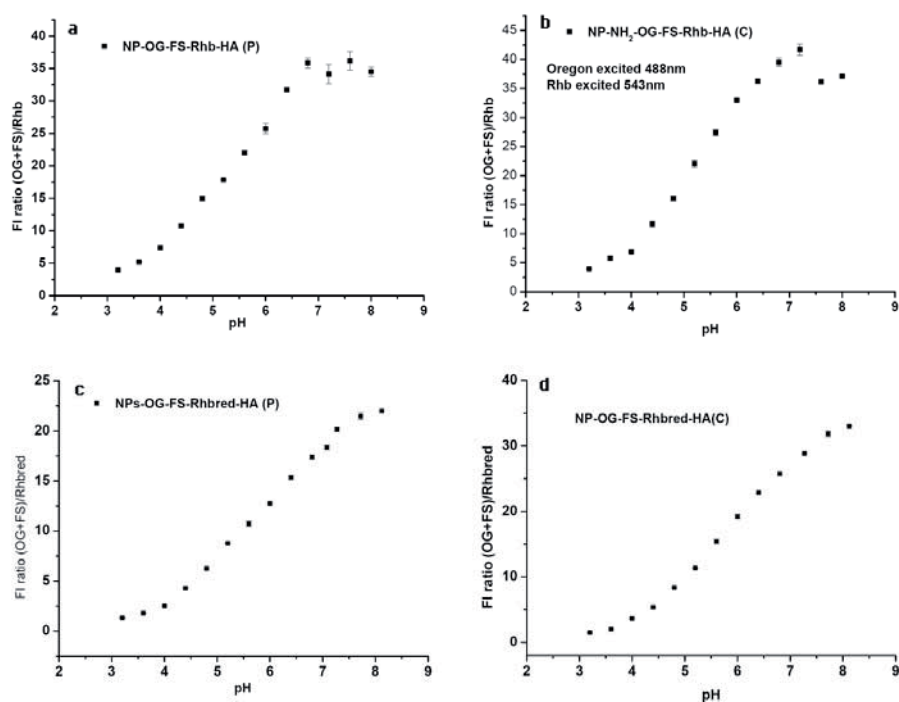 a
NP-OG-FS-Rhb-HA (P)
FI ratio (OG+FS)/Rhb
40
35
30
25
20
15
10
5
0
2 3 4 5 6 7 8 9
pH
b
NP-NH₂-OG-FS-Rhb-HA (C)
Oregon excited 488nm
Rhb excited 543nm
FI ratio (OG+FS)/Rhb
45
40
35
30
25
20
15
10
5
0
2 3 4 5 6 7 8 9
pH
c
NPs-OG-FS-Rhbred-HA (P)
FI ratio (OG+FS)/Rhbred
25
20
15
10
5
0
2 3 4 5 6 7 8 9
pH
d
NP-OG-FS-Rhbred-HA(C)
FI ratio (OG+FS)/Rhbred
40
30
20
10
0
2 3 4 5 6 7 8 9
pH